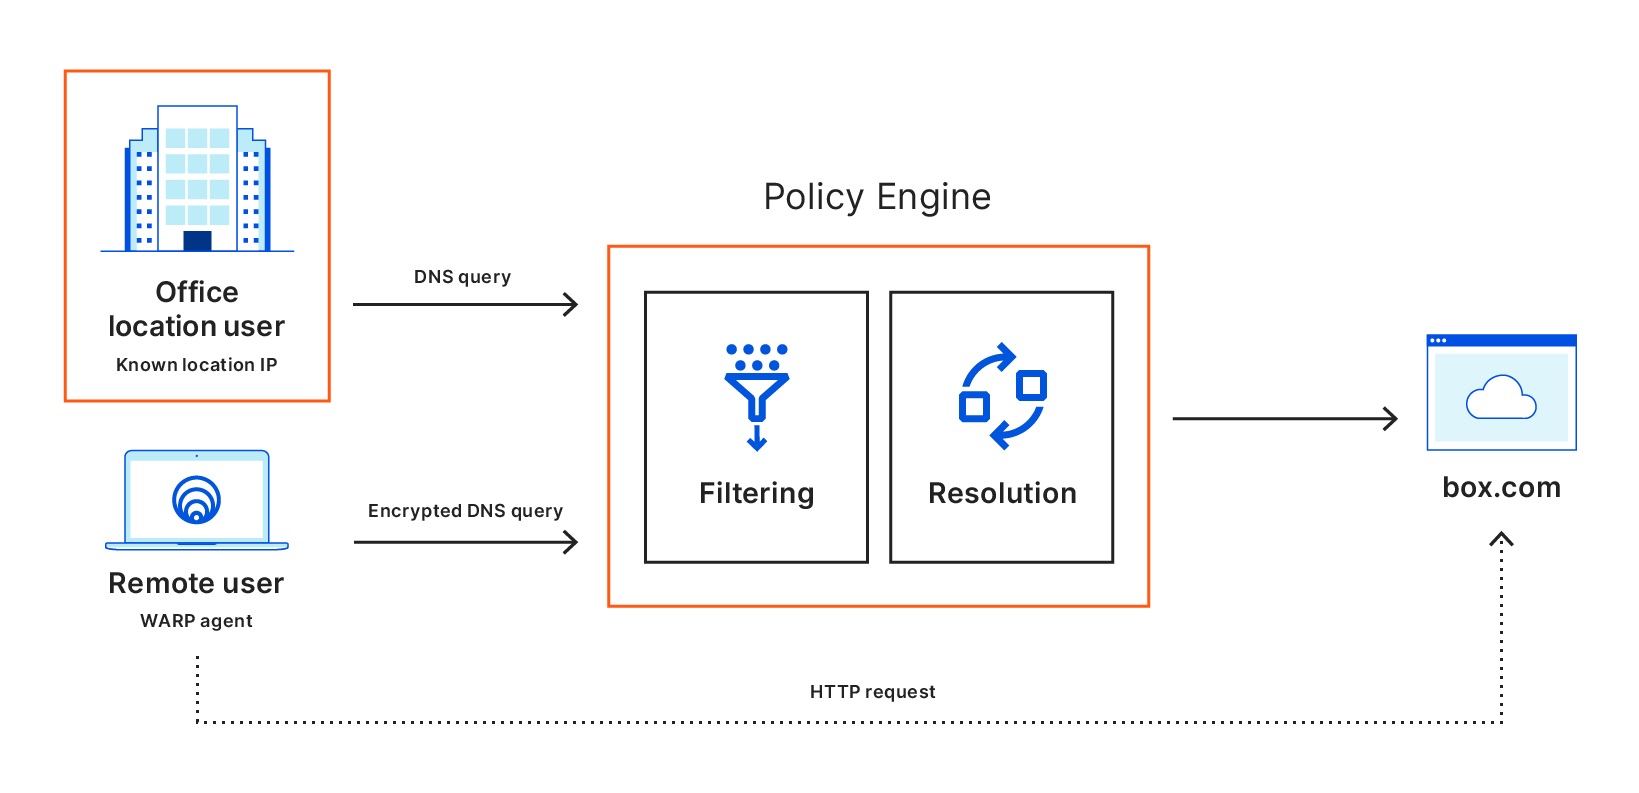 Office
location user
Known location IP
DNS query
Policy Engine
Filtering
Resolution
box.com
Encrypted DNS query
Remote user
WARP agent
HTTP request